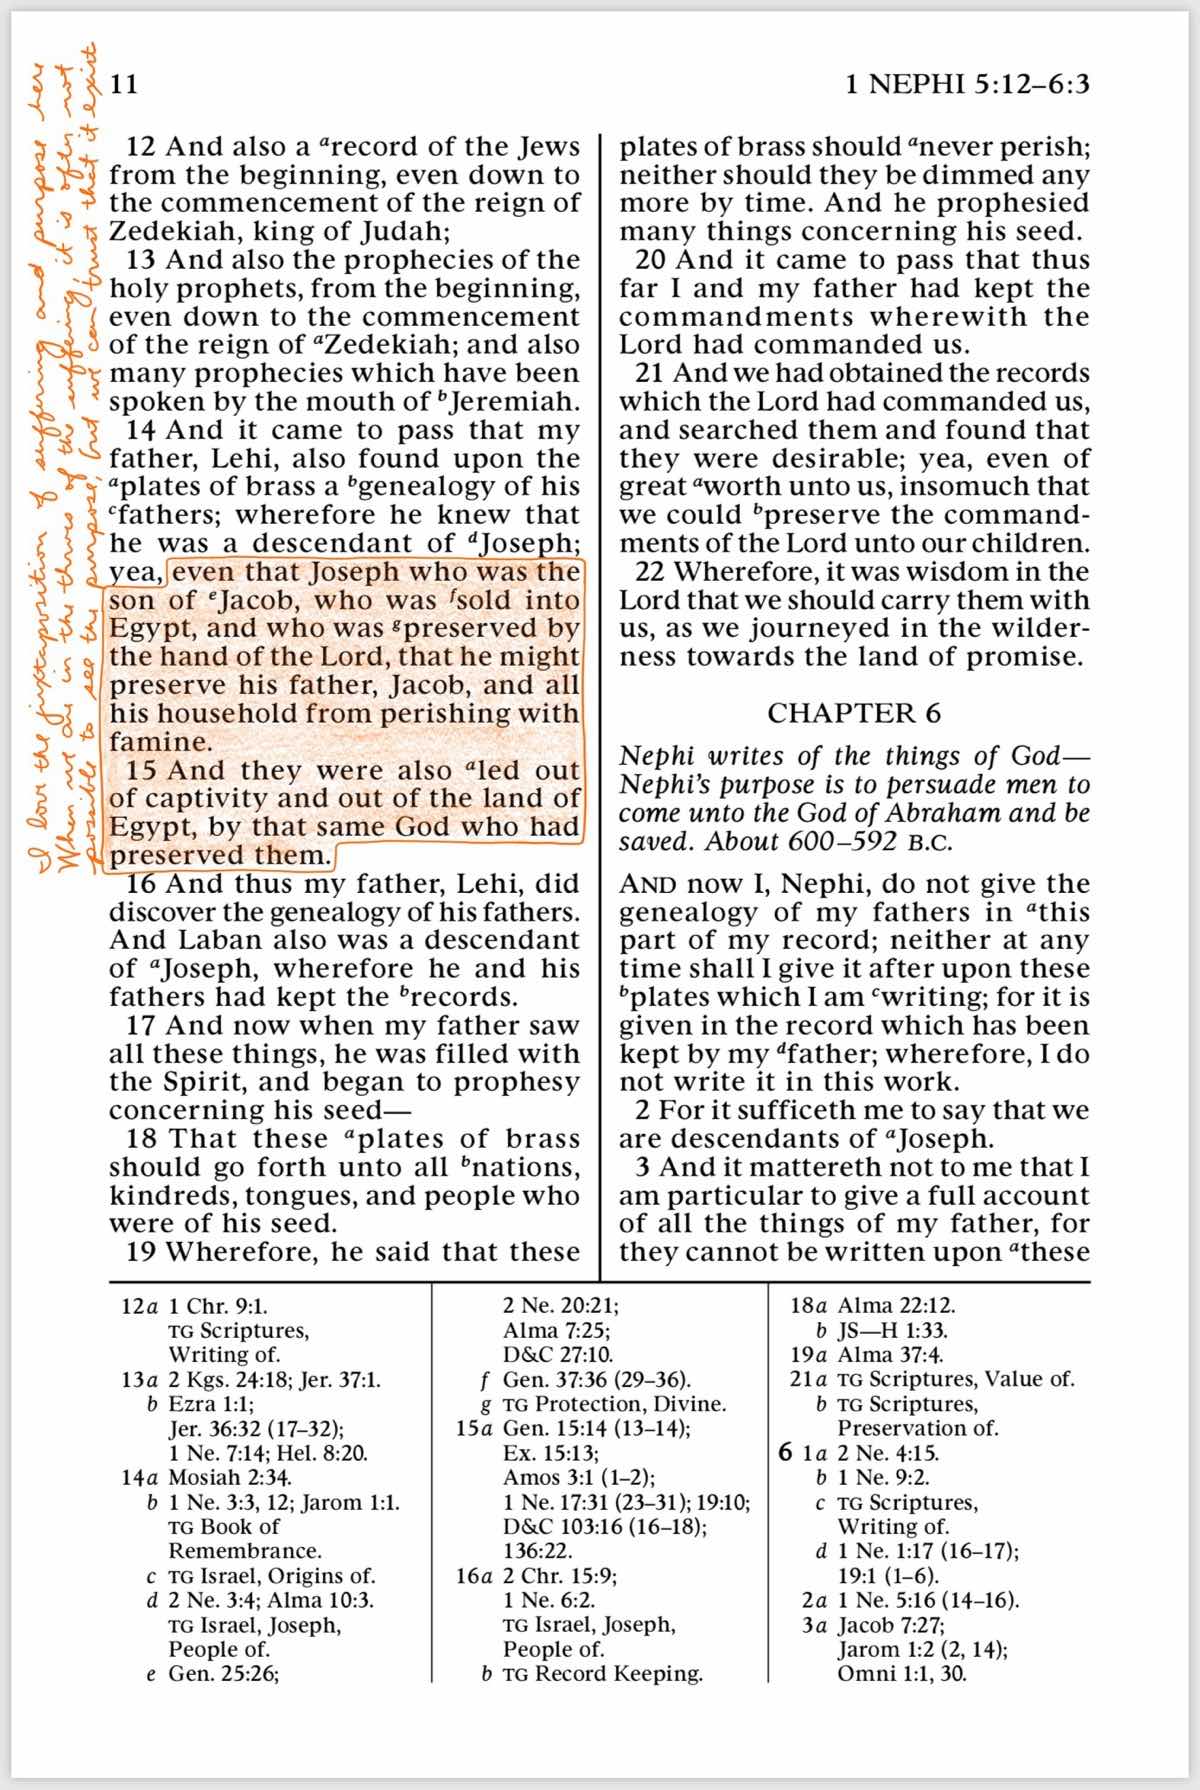 I love the juxtaposition of suffering and purpose here
When we are in the throes of the suffering, it is often not
possible to see the purpose, but we can trust that it exist
11
1 NEPHI 5:12–6:3
12 And also a ᵃrecord of the Jews
from the beginning, even down to
the commencement of the reign of
Zedekiah, king of Judah;
13 And also the prophecies of the
holy prophets, from the beginning,
even down to the commencement
of the reign of ᵃZedekiah; and also
many prophecies which have been
spoken by the mouth of ᵇJeremiah.
14 And it came to pass that my
father, Lehi, also found upon the
ᵃplates of brass a ᵇgenealogy of his
ᶜfathers; wherefore he knew that
he was a descendant of ᵈJoseph;
yea, even that Joseph who was the
son of ᵉJacob, who was ᶠsold into
Egypt, and who was ᵍpreserved by
the hand of the Lord, that he might
preserve his father, Jacob, and all
his household from perishing with
famine.
15 And they were also ᵃled out
of captivity and out of the land of
Egypt, by that same God who had
preserved them.
16 And thus my father, Lehi, did
discover the genealogy of his fathers.
And Laban also was a descendant
of ᵃJoseph, wherefore he and his
fathers had kept the ᵇrecords.
17 And now when my father saw
all these things, he was filled with
the Spirit, and began to prophesy
concerning his seed—
18 That these ᵃplates of brass
should go forth unto all ᵇnations,
kindreds, tongues, and people who
were of his seed.
19 Wherefore, he said that these
plates of brass should ᵃnever perish;
neither should they be dimmed any
more by time. And he prophesied
many things concerning his seed.
20 And it came to pass that thus
far I and my father had kept the
commandments wherewith the
Lord had commanded us.
21 And we had obtained the records
which the Lord had commanded us,
and searched them and found that
they were desirable; yea, even of
great ᵃworth unto us, insomuch that
we could ᵇpreserve the command-
ments of the Lord unto our children.
22 Wherefore, it was wisdom in the
Lord that we should carry them with
us, as we journeyed in the wilder-
ness towards the land of promise.
CHAPTER 6
Nephi writes of the things of God—
Nephi's purpose is to persuade men to
come unto the God of Abraham and be
saved. About 600–592 B.C.
AND now I, Nephi, do not give the
genealogy of my fathers in ᵃthis
part of my record; neither at any
time shall I give it after upon these
ᵇplates which I am ᶜwriting; for it is
given in the record which has been
kept by my ᵈfather; wherefore, I do
not write it in this work.
2 For it sufficeth me to say that we
are descendants of ᵃJoseph.
3 And it mattereth not to me that I
am particular to give a full account
of all the things of my father, for
they cannot be written upon ᵃthese
12a 1 Chr. 9:1.
TG Scriptures,
Writing of.
13a 2 Kgs. 24:18; Jer. 37:1.
b Ezra 1:1;
Jer. 36:32 (17–32);
1 Ne. 7:14; Hel. 8:20.
14a Mosiah 2:34.
b 1 Ne. 3:3, 12; Jarom 1:1.
TG Book of
Remembrance.
c TG Israel, Origins of.
d 2 Ne. 3:4; Alma 10:3.
TG Israel, Joseph,
People of.
e Gen. 25:26;
2 Ne. 20:21;
Alma 7:25;
D&C 27:10.
f Gen. 37:36 (29–36).
g TG Protection, Divine.
15a Gen. 15:14 (13–14);
Ex. 15:13;
Amos 3:1 (1–2);
1 Ne. 17:31 (23–31); 19:10;
D&C 103:16 (16–18);
136:22.
16a 2 Chr. 15:9;
1 Ne. 6:2.
TG Israel, Joseph,
People of.
b TG Record Keeping.
18a Alma 22:12.
b JS—H 1:33.
19a Alma 37:4.
21a TG Scriptures, Value of.
b TG Scriptures,
Preservation of.
6 1a 2 Ne. 4:15.
b 1 Ne. 9:2.
c TG Scriptures,
Writing of.
d 1 Ne. 1:17 (16–17);
19:1 (1–6).
2a 1 Ne. 5:16 (14–16).
3a Jacob 7:27;
Jarom 1:2 (2, 14);
Omni 1:1, 30.